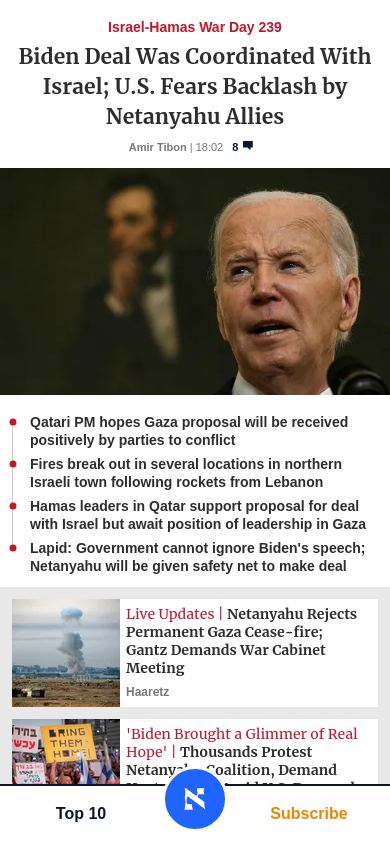 Israel-Hamas War Day 239
Biden Deal Was Coordinated With
Israel; U.S. Fears Backlash by
Netanyahu Allies
Amir Tibon | 18:02 8
Qatari PM hopes Gaza proposal will be received
positively by parties to conflict
Fires break out in several locations in northern
Israeli town following rockets from Lebanon
Hamas leaders in Qatar support proposal for deal
with Israel but await position of leadership in Gaza
Lapid: Government cannot ignore Biden's speech;
Netanyahu will be given safety net to make deal
Live Updates | Netanyahu Rejects
Permanent Gaza Cease-fire;
Gantz Demands War Cabinet
Meeting
Haaretz
BRING
THEM
HOME!
'Biden Brought a Glimmer of Real
Hope' | Thousands Protest
Netanyahu Coalition, Demand
Top 10
Subscribe